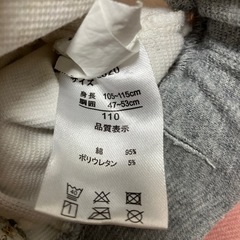 サイズ
身長 105~115cm
胴囲 47~53cm
110
品質表示
綿 95%
ポリウレタン 5%